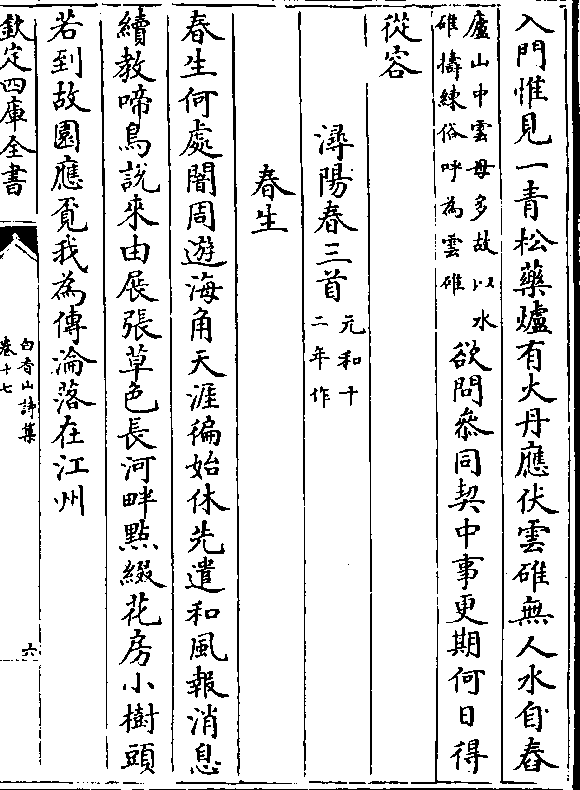 入門惟見一青松藥爐有火丹應伏雲碓無人水自舂
廬山中雲母多故以水
碓擣練俗呼為雲碓
欲問叅同契中事更期何日得
從容
潯陽春三首
元和十
二年作
春生
春生何處闇周遊海角天涯徧始休先遣和風報消息
續教啼鳥說來由展張草色長河畔點綴花房小樹頭
若到故園應覔我為傳淪落在江州
欽定四庫全書
白香山詩集
卷十七
六